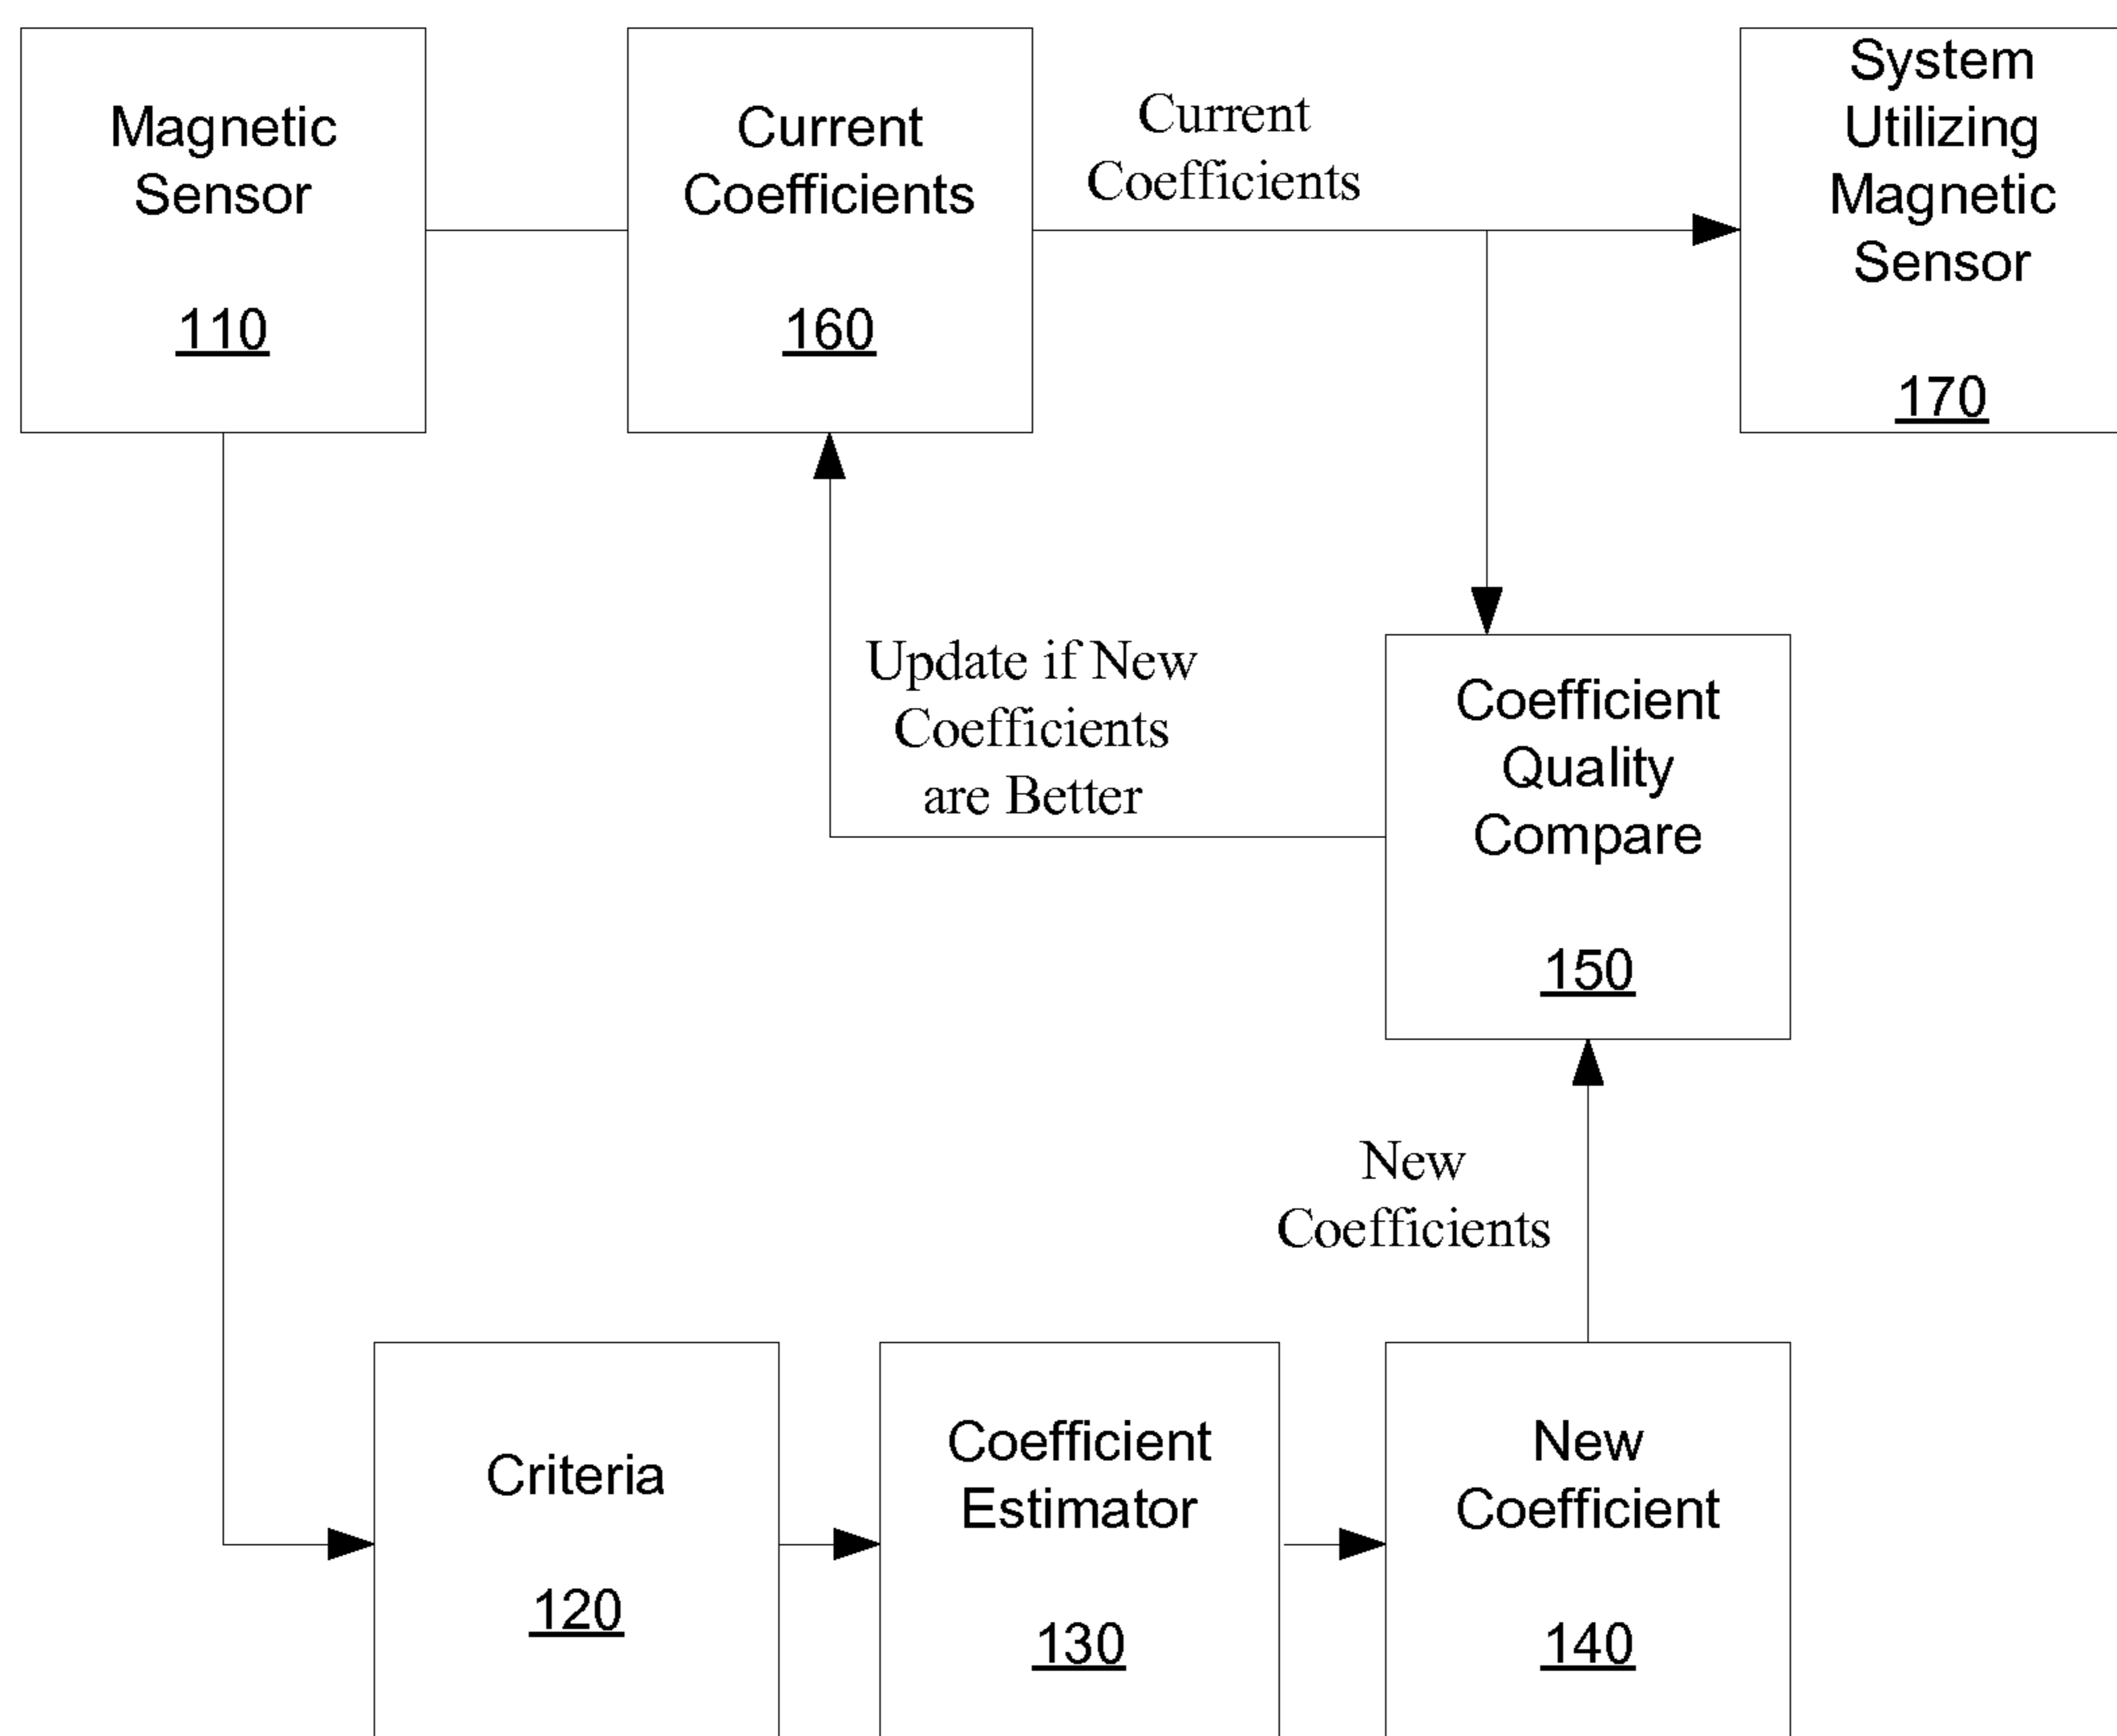 Magnetic
Sensor
110
Current
Coefficients
160
Current
Coefficients
System
Utilizing
Magnetic
Sensor
170
Update if New
Coefficients
are Better
Coefficient
Quality
Compare
150
New
Coefficients
Criteria
120
Coefficient
Estimator
130
New
Coefficient
140